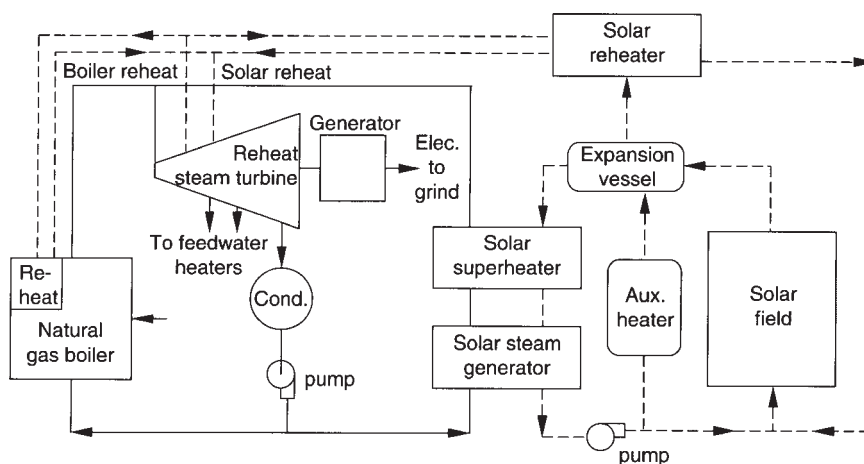 Solar
reheater
Boiler reheat
Solar reheat
Generator
Reheat
steam turbine
Elec.
to
grind
Expansion
vessel
To feedwater
heaters
Solar
superheater
Re-
heat
Natural
gas boiler
Cond.
Aux.
heater
Solar
field
Solar steam
generator
pump
pump